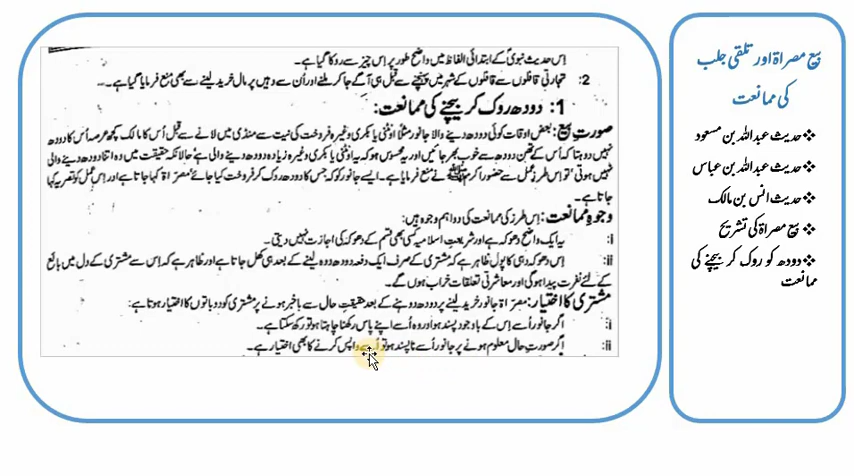 اِس حدیث نبویؐ کے ابتدائی الفاظ میں واضح طور پر اِس چیز سے روکا گیا ہے۔
2: تجارتی قافلوں سے قافلوں کے شہر میں پہنچنے سے قبل ہی آگے جا کر ملنے اور اُن سے وہیں پر مال خرید لینے سے بھی منع فرمایا گیا ہے۔
1: دودھ روک کر بیچنے کی ممانعت:
صورتِ بیع: بعض اوقات کوئی دودھ دینے والا جانور مثلاً اونٹنی یا بکری وغیرہ فروخت کی نیت سے منڈی میں لانے سے قبل اُس کا مالک کچھ عرصہ اُس کا دودھ
نہیں دوہتا کہ اُس کے تھن دودھ سے خوب بھر جائیں اور یہ محسوس ہو کہ یہ اونٹنی یا بکری وغیرہ زیادہ دودھ دینے والی ہے حالانکہ حقیقت میں وہ اتنا دودھ دینے والی
نہیں ہوتی' تو اِس طرزِ عمل سے حضور اکرم ﷺ نے منع فرمایا ہے۔ ایسے جانور کو کہ جس کا دودھ روک کر فروخت کیا جائے' مصرّاۃ کہا جاتا ہے اور اِس عمل کو تصریہ کہا
جاتا ہے۔
وجوہِ ممانعت: اِس طرز کی ممانعت کی دو اہم وجوہ ہیں:
i: یہ ایک واضح دھوکہ ہے اور شریعتِ اسلامیہ کسی بھی قسم کے دھوکہ کی اجازت نہیں دیتی۔
ii: اِس دھوکہ دہی کا پول ظاہر ہے کہ مشتری کے صرف ایک دفعہ دودھ دوہ لینے کے بعد ہی کھل جاتا ہے اور ظاہر ہے کہ اِس سے مشتری کے دل میں بائع
کے لئے نفرت پیدا ہوگی اور معاشرتی تعلقات خراب ہوں گے۔
مشتری کا اختیار: مصرّاۃ جانور خرید لینے پر دودھ دوہنے کے بعد حقیقتِ حال سے باخبر ہونے پر مشتری کو دو باتوں کا اختیار ہوتا ہے:
i: اگر جانور اُسے اِس کے باوجود پسند ہو اور وہ اُسے اپنے پاس رکھنا چاہتا ہو تو رکھ سکتا ہے۔
ii: اگر صورتِ حال معلوم ہونے پر جانور اُسے ناپسند ہو تو اُسے واپس کرنے کا بھی اختیار ہے۔
بیع مصراۃ اور تلقی جلب
کی ممانعت
❖حدیث عبداللہ بن مسعود
❖حدیث عبداللہ بن عباس
❖حدیث انس بن مالک
❖بیع مصراۃ کی تشریح
❖دودھ کو روک کر بیچنے کی
ممانعت